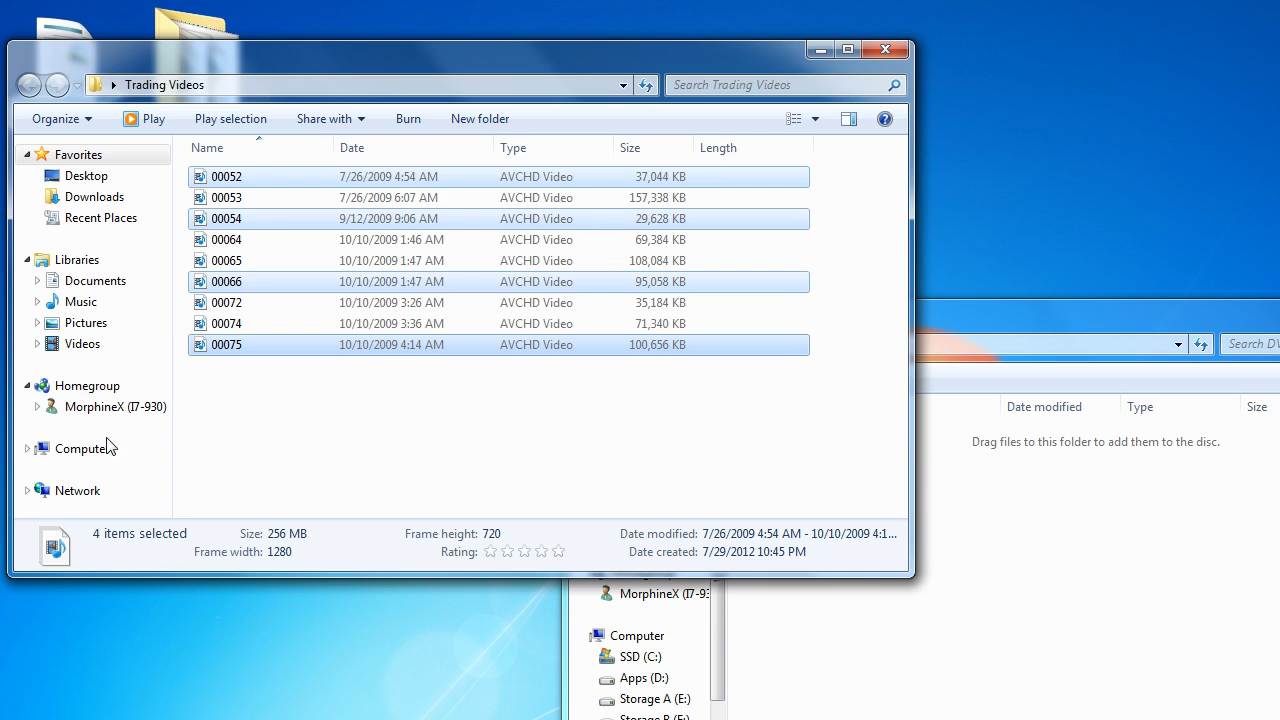 Trading Videos
Search Trading Videos
Organize Play Play selection Share with Burn New folder
Name Date Type Size Length
Favorites
Desktop
Downloads
Recent Places
Libraries
Documents
Music
Pictures
Videos
Homegroup
MorphineX (I7-930)
Computer
Network
00052 7/26/2009 4:54 AM AVCHD Video 37,044 KB
00053 7/26/2009 6:07 AM AVCHD Video 157,338 KB
00054 9/12/2009 9:06 AM AVCHD Video 29,628 KB
00064 10/10/2009 1:46 AM AVCHD Video 69,384 KB
00065 10/10/2009 1:47 AM AVCHD Video 108,084 KB
00066 10/10/2009 1:47 AM AVCHD Video 95,058 KB
00072 10/10/2009 3:26 AM AVCHD Video 35,184 KB
00074 10/10/2009 3:36 AM AVCHD Video 71,340 KB
00075 10/10/2009 4:14 AM AVCHD Video 100,656 KB
4 items selected Size: 256 MB Frame height: 720 Date modified: 7/26/2009 4:54 AM - 10/10/2009 4:1...
Frame width: 1280 Rating: Date created: 7/29/2012 10:45 PM
Search DV
Date modified Type Size
Drag files to this folder to add them to the disc.
MorphineX (I7-93
Computer
SSD (C:)
Apps (D:)
Storage A (E:)
Storage B (F:)